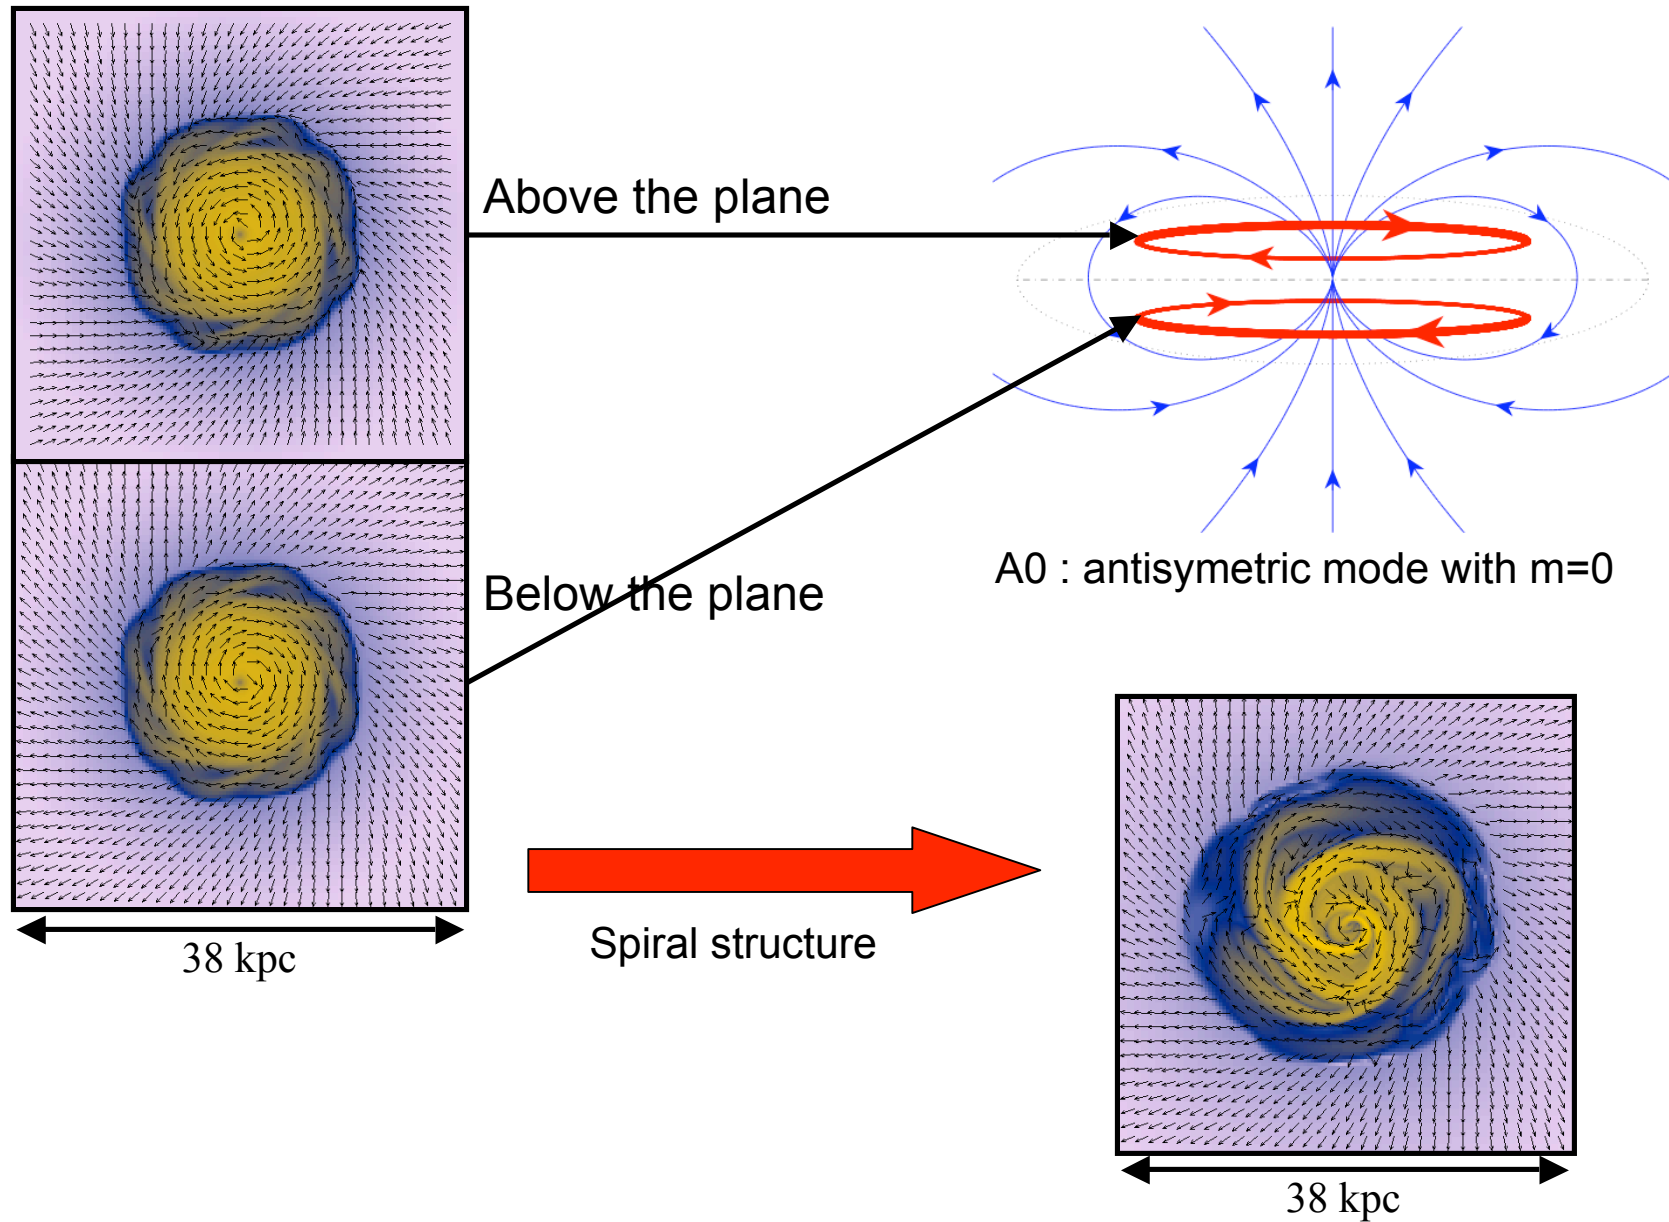 Above the plane
Below the plane
A0 : antisymetric mode with m=0
Spiral structure
38 kpc
38 kpc